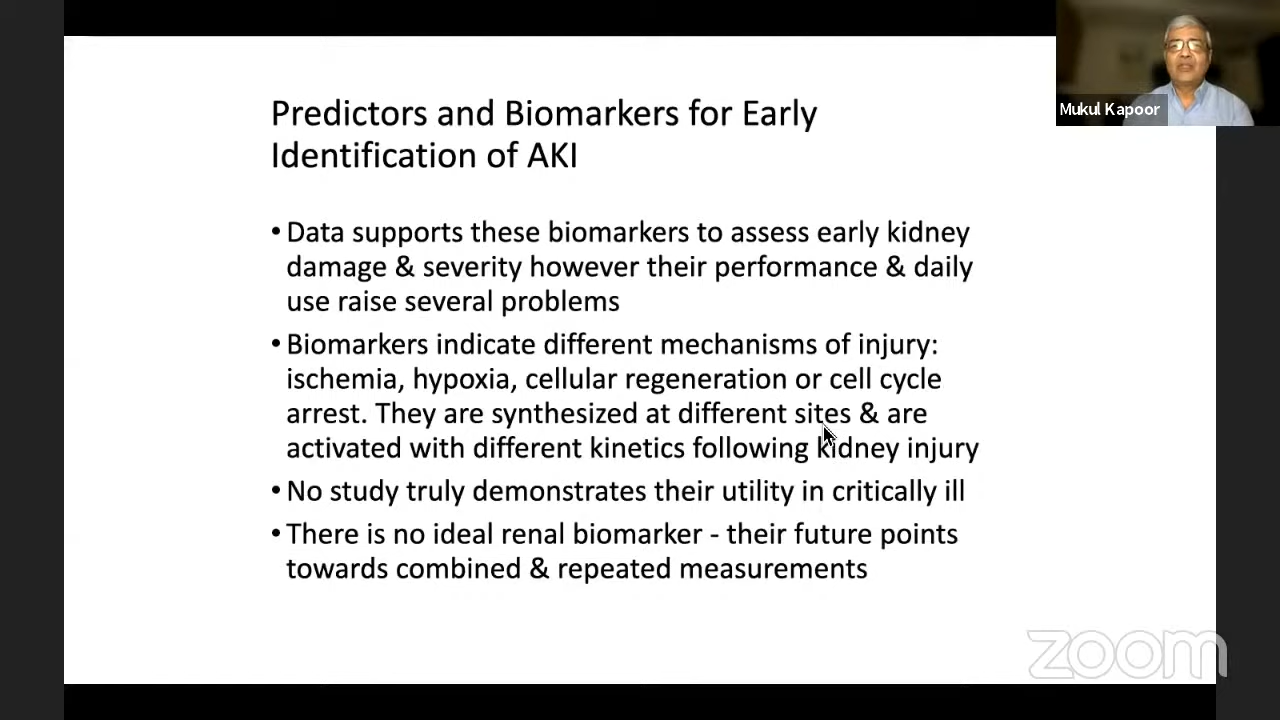 Predictors and Biomarkers for Early
Identification of AKI
• Data supports these biomarkers to assess early kidney
damage & severity however their performance & daily
use raise several problems
• Biomarkers indicate different mechanisms of injury:
ischemia, hypoxia, cellular regeneration or cell cycle
arrest. They are synthesized at different sites & are
activated with different kinetics following kidney injury
• No study truly demonstrates their utility in critically ill
• There is no ideal renal biomarker - their future points
towards combined & repeated measurements
Mukul Kapoor
zoom